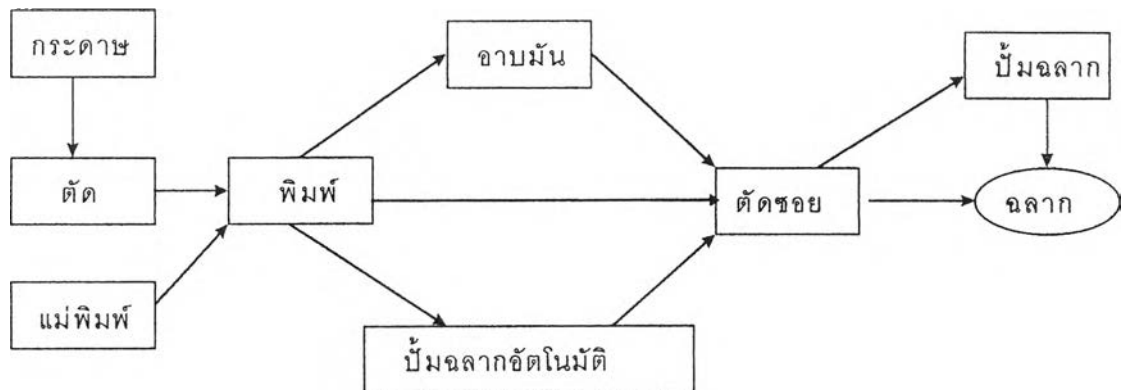 กระดาษ
อาบมัน
ปั้มฉลาก
ตัด
พิมพ์
ตัดซอย
ฉลาก
แม่พิมพ์
ปั้มฉลากอัตโนมัติ